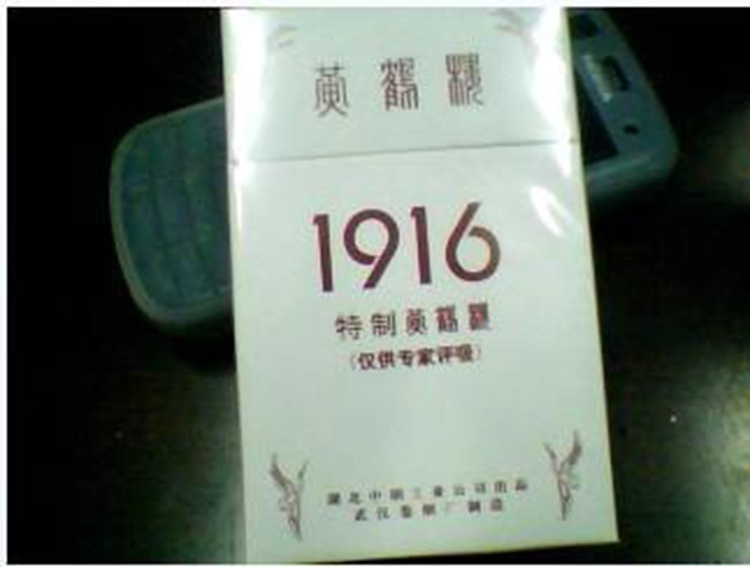 黄鹤楼
1916
特制黄鹤楼
(仅供专家评吸)
湖北中烟工业公司出品
武汉卷烟厂制造